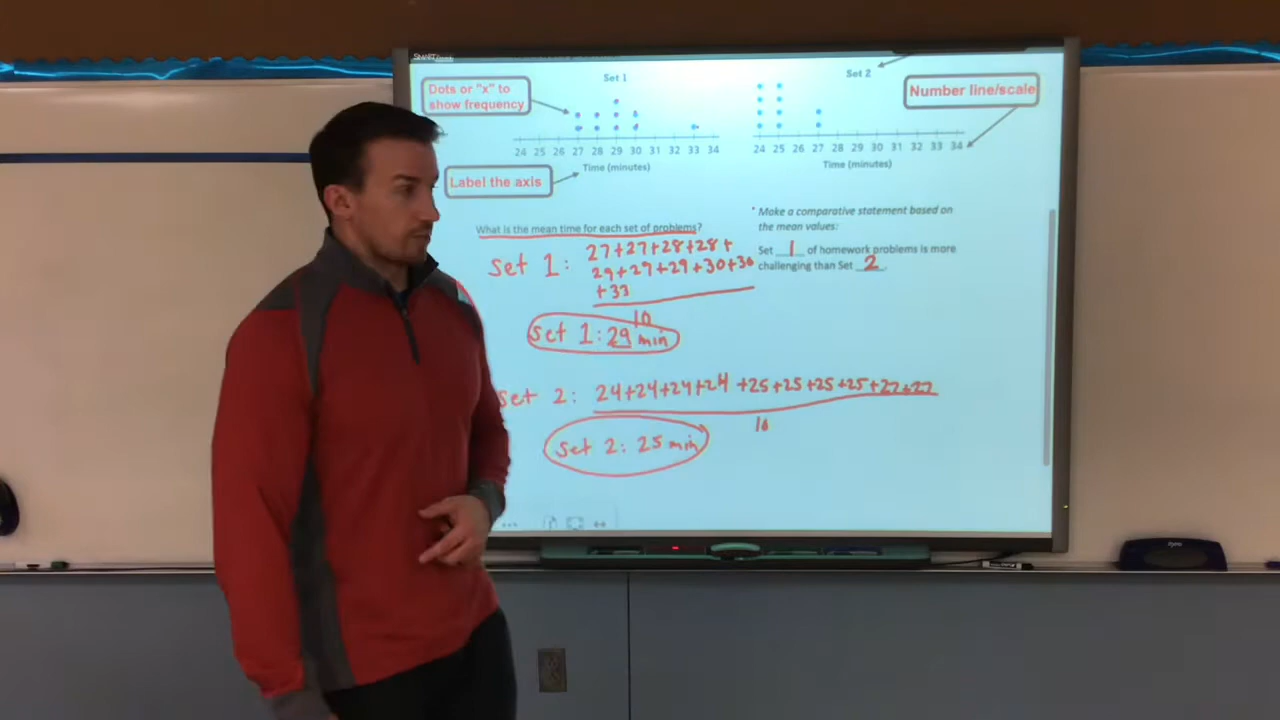 SMART
Set 1
Set 2
Dots or "x" to
show frequency
Number line/scale
24 25 26 27 28 29 30 31 32 33 34
24 25 26 27 28 29 30 31 32 33 34
Time (minutes)
Time (minutes)
Label the axis
What is the mean time for each set of problems?
Set 1: 27+27+28+28+
29+29+29+30+30
+33
10
Set 1: 29 min
* Make a comparative statement based on
the mean values:
Set 1 of homework problems is more
challenging than Set 2.
Set 2: 24+24+24+24+25+25+25+25+27+27
10
Set 2: 25 min